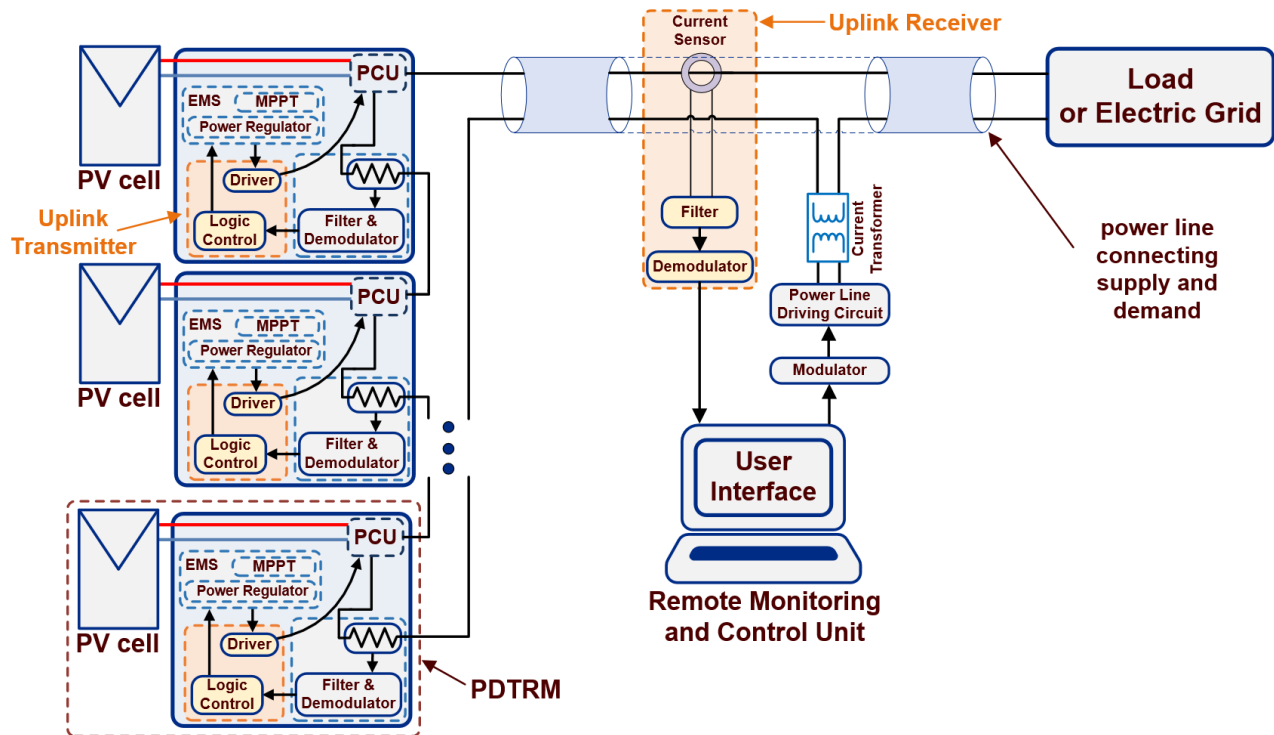 Current
Sensor
Uplink Receiver
PCU
EMS
MPPT
Power Regulator
Driver
Logic
Control
Filter &
Demodulator
PV cell
Uplink
Transmitter
PCU
EMS
MPPT
Power Regulator
Driver
Logic
Control
Filter &
Demodulator
PV cell
PCU
EMS
MPPT
Power Regulator
Driver
Logic
Control
Filter &
Demodulator
PV cell
PDTRM
Filter
Demodulator
Current
Transformer
Power Line
Driving Circuit
Modulator
User
Interface
Remote Monitoring
and Control Unit
Load
or Electric Grid
power line
connecting
supply and
demand